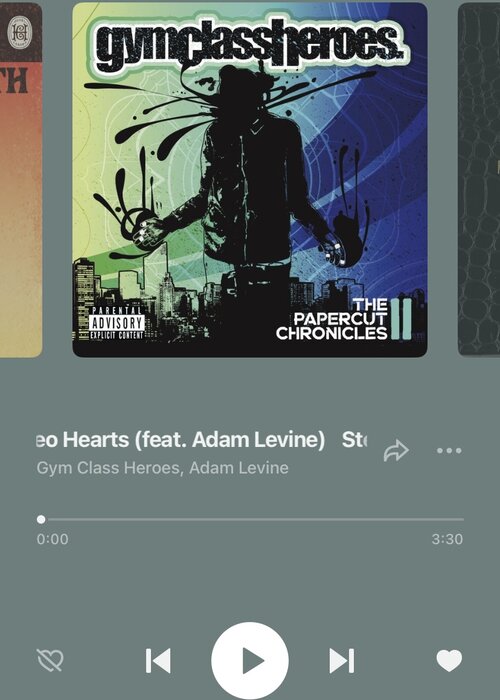 gymclassheroes.
TH
PARENTAL
ADVISORY
EXPLICIT CONTENT
THE
PAPERCUT
CHRONICLES II
eo Hearts (feat. Adam Levine) Ste
Gym Class Heroes, Adam Levine
0:00
3:30